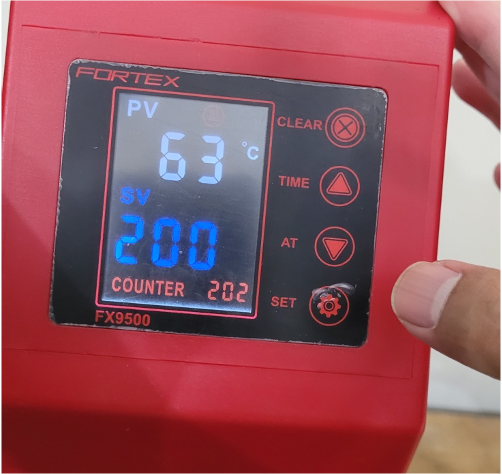 FORTEX
PV
63 °C
SV
200
COUNTER 202
CLEAR
TIME
AT
SET
FX9500